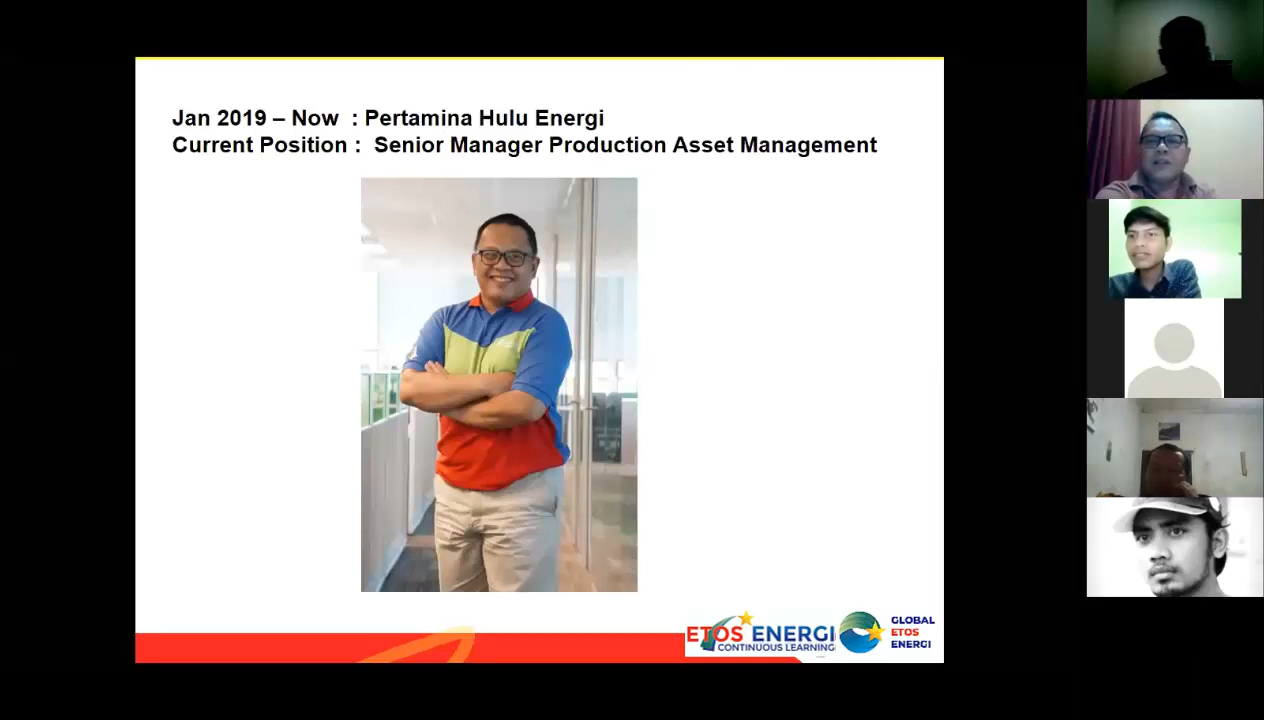 Jan 2019 – Now : Pertamina Hulu Energi
Current Position : Senior Manager Production Asset Management
ETOS ENERGI
CONTINUOUS LEARNING
GLOBAL
ETOS
ENERGI